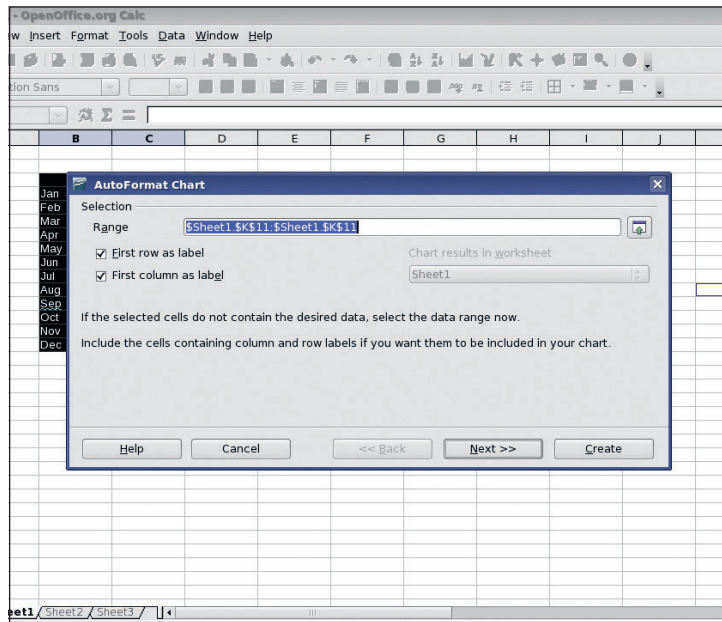 - OpenOffice.org Calc
w Insert Format Tools Data Window Help
tion Sans
B C D E F G H I J
AutoFormat Chart
Selection
Range $Sheet1.$K$11:$Sheet1.$K$11
First row as label Chart results in worksheet
First column as label Sheet1
If the selected cells do not contain the desired data, select the data range now.
Include the cells containing column and row labels if you want them to be included in your chart.
Help Cancel << Back Next >> Create
Jan
Feb
Mar
Apr
May
Jun
Jul
Aug
Sep
Oct
Nov
Dec
eet1 Sheet2 Sheet3